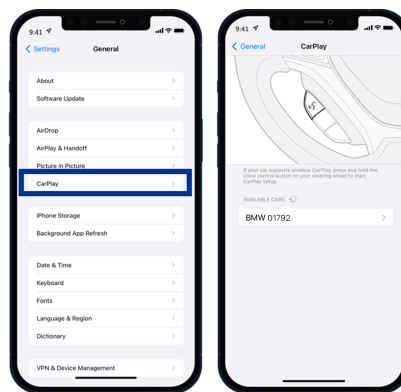 9:41
Settings
General
About
Software Update
AirDrop
AirPlay & Handoff
Picture in Picture
CarPlay
iPhone Storage
Background App Refresh
Date & Time
Keyboard
Fonts
Language & Region
Dictionary
VPN & Device Management
9:41
General
CarPlay
If your car supports wireless CarPlay, press and hold the
voice control button on your steering wheel to start
CarPlay setup.
AVAILABLE CARS
BMW 01792